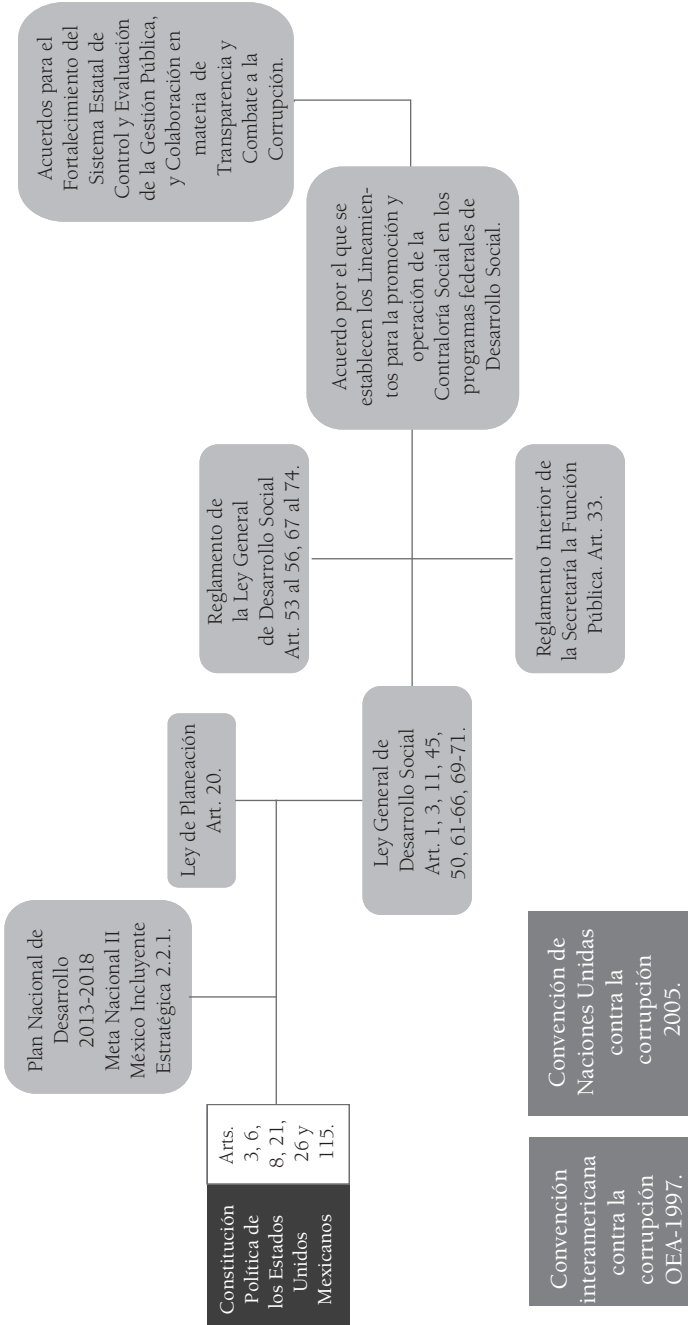 Constitución
Política de
los Estados
Unidos
Mexicanos
Arts.
3, 6,
8, 21,
26 y
115.
Plan Nacional de
Desarrollo
2013-2018
Meta Nacional II
México Incluyente
Estratégica 2.2.1.
Ley de Planeación
Art. 20.
Ley General de
Desarrollo Social
Art. 1, 3, 11, 45,
50, 61-66, 69-71.
Reglamento de
la Ley General
de Desarrollo Social
Art. 53 al 56, 67 al 74.
Reglamento Interior de
la Secretaría la Función
Pública. Art. 33.
Acuerdo por el que se
establecen los Lineamien-
tos para la promoción y
operación de la
Contraloría Social en los
programas federales de
Desarrollo Social.
Acuerdos para el
Fortalecimiento del
Sistema Estatal de
Control y Evaluación
de la Gestión Pública,
y Colaboración en
materia de
Transparencia y
Combate a la
Corrupción.
Convención
interamericana
contra la
corrupción
OEA-1997.
Convención de
Naciones Unidas
contra la
corrupción
2005.